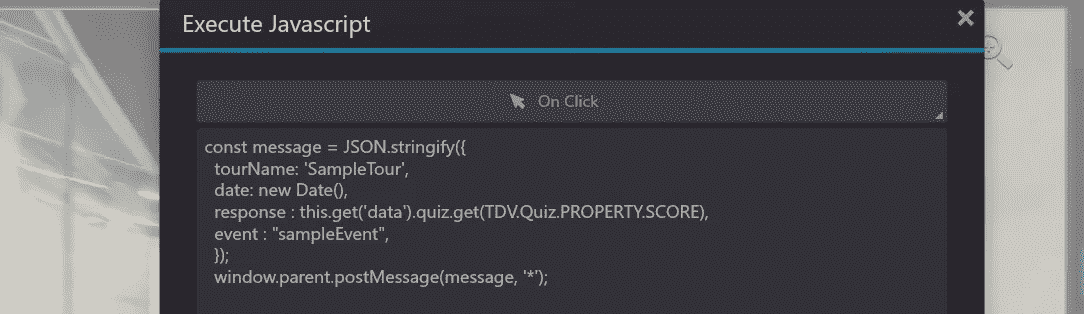 Execute Javascript
On Click
const message = JSON.stringify({
tourName: 'SampleTour',
date: new Date(),
response : this.get('data').quiz.get(TDV.Quiz.PROPERTY.SCORE),
event : "sampleEvent",
});
window.parent.postMessage(message, '*');